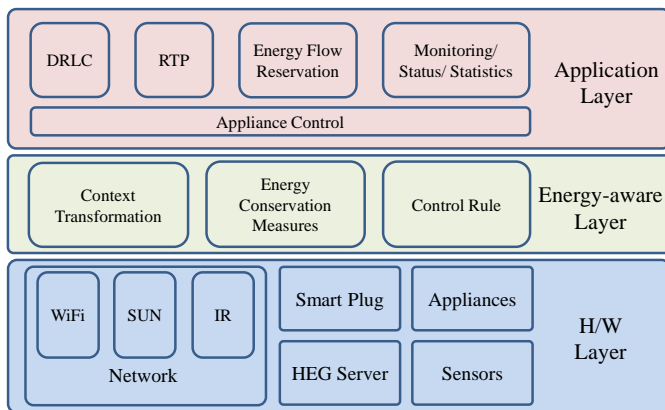 DRLC
RTP
Energy Flow
Reservation
Monitoring/
Status/ Statistics
Application
Layer
Appliance Control
Context
Transformation
Energy
Conservation
Measures
Control Rule
Energy-aware
Layer
WiFi
SUN
IR
Network
Smart Plug
Appliances
HEG Server
Sensors
H/W
Layer